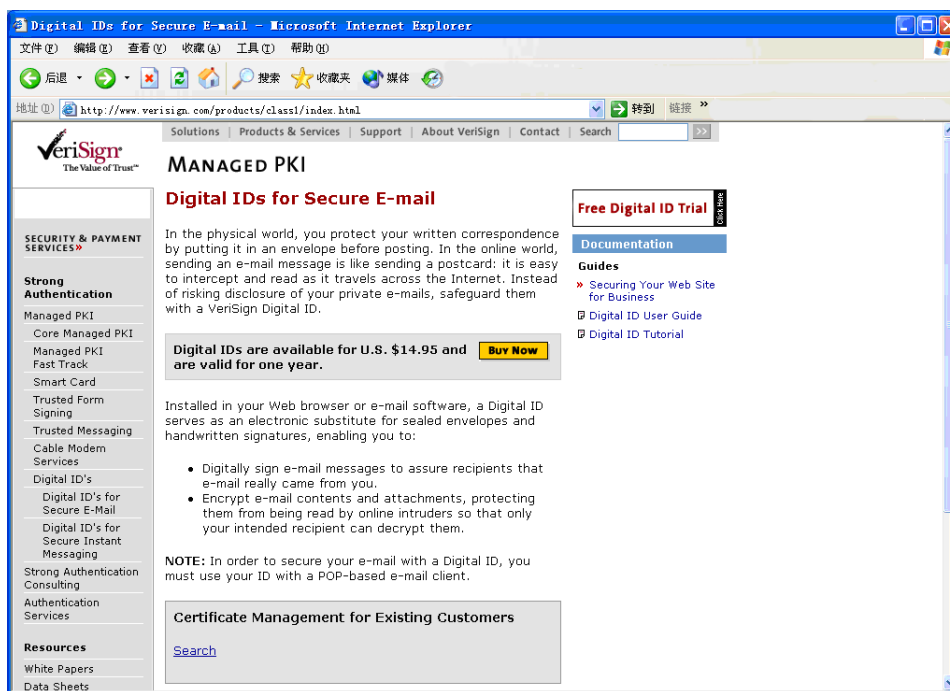 Digital IDs for Secure E-mail - Microsoft Internet Explorer
文件(F) 编辑(E) 查看(V) 收藏(A) 工具(T) 帮助(H)
后退 搜索 收藏夹 媒体
地址(D) http://www.verisign.com/products/class1/index.html 转到 链接 »
Solutions | Products & Services | Support | About VeriSign | Contact | Search >>
VeriSign
The Value of Trust℠
MANAGED PKI
Digital IDs for Secure E-mail
In the physical world, you protect your written correspondence
by putting it in an envelope before posting. In the online world,
sending an e-mail message is like sending a postcard: it is easy
to intercept and read as it travels across the Internet. Instead
of risking disclosure of your private e-mails, safeguard them
with a VeriSign Digital ID.
Digital IDs are available for U.S. $14.95 and
are valid for one year.
Buy Now
Installed in your Web browser or e-mail software, a Digital ID
serves as an electronic substitute for sealed envelopes and
handwritten signatures, enabling you to:
• Digitally sign e-mail messages to assure recipients that
e-mail really came from you.
• Encrypt e-mail contents and attachments, protecting
them from being read by online intruders so that only
your intended recipient can decrypt them.
NOTE: In order to secure your e-mail with a Digital ID, you
must use your ID with a POP-based e-mail client.
Certificate Management for Existing Customers
Search
Free Digital ID Trial
Click Here
Documentation
Guides
» Securing Your Web Site
for Business
Digital ID User Guide
Digital ID Tutorial
SECURITY & PAYMENT
SERVICES»
Strong
Authentication
Managed PKI
Core Managed PKI
Managed PKI
Fast Track
Smart Card
Trusted Form
Signing
Trusted Messaging
Cable Modem
Services
Digital ID's
Digital ID's for
Secure E-Mail
Digital ID's for
Secure Instant
Messaging
Strong Authentication
Consulting
Authentication
Services
Resources
White Papers
Data Sheets